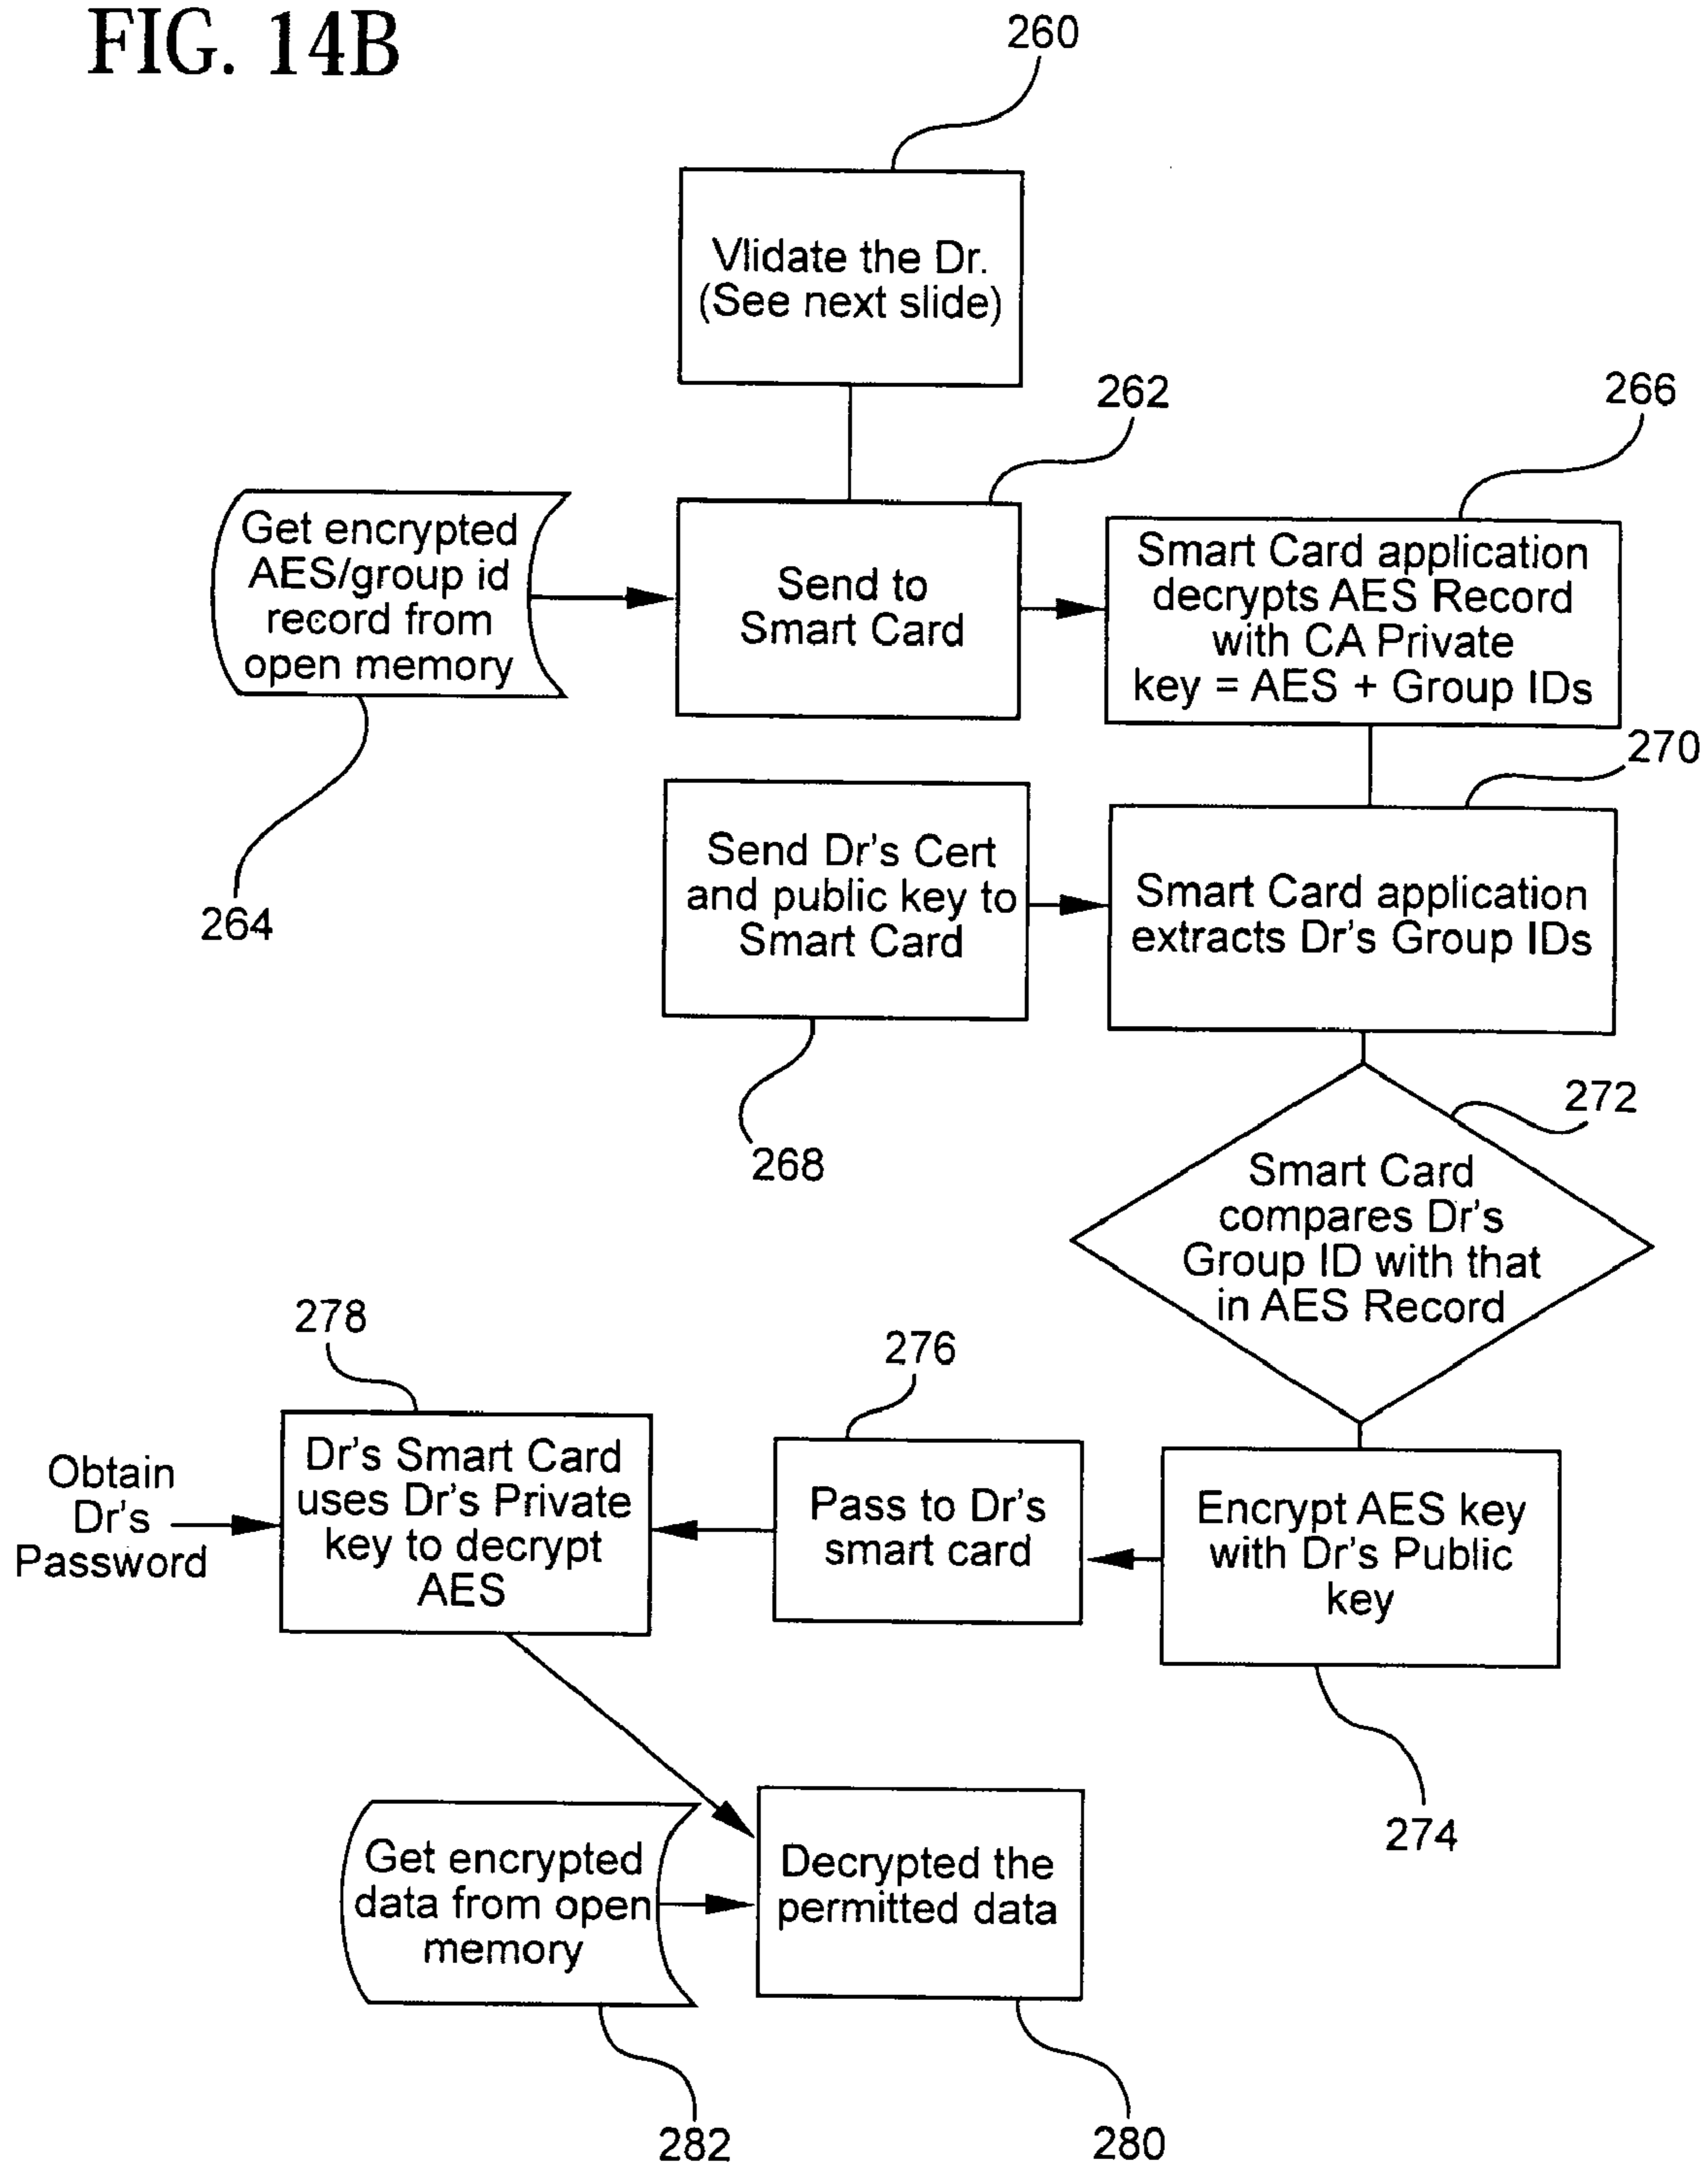 FIG. 14B
260
Vlidate the Dr.
(See next slide)
262
266
Get encrypted
AES/group id
record from
open memory
Send to
Smart Card
Smart Card application
decrypts AES Record
with CA Private
key = AES + Group IDs
264
270
Send Dr's Cert
and public key to
Smart Card
Smart Card application
extracts Dr's Group IDs
268
272
Smart Card
compares Dr's
Group ID with that
in AES Record
278
276
Obtain
Dr's
Password
Dr's Smart Card
uses Dr's Private
key to decrypt
AES
Pass to Dr's
smart card
Encrypt AES key
with Dr's Public
key
274
Get encrypted
data from open
memory
Decrypted the
permitted data
282
280